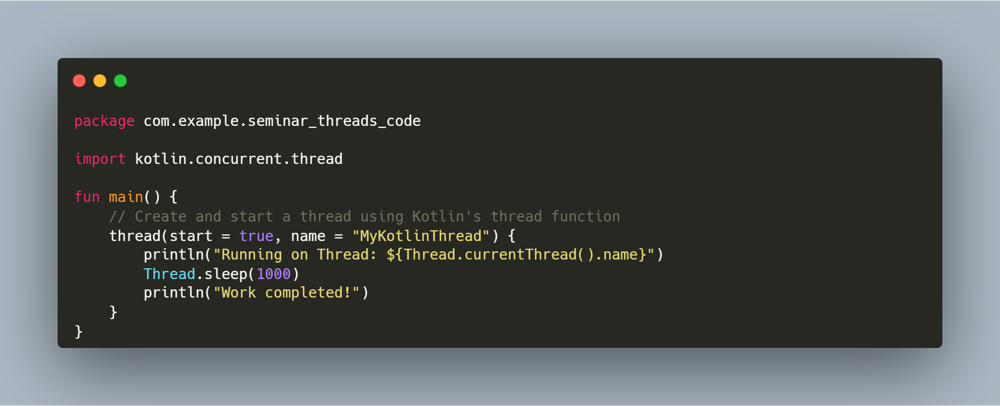 package com.example.seminar_threads_code
import kotlin.concurrent.thread
fun main() {
    // Create and start a thread using Kotlin's thread function
    thread(start = true, name = "MyKotlinThread") {
        println("Running on Thread: ${Thread.currentThread().name}")
        Thread.sleep(1000)
        println("Work completed!")
    }
}